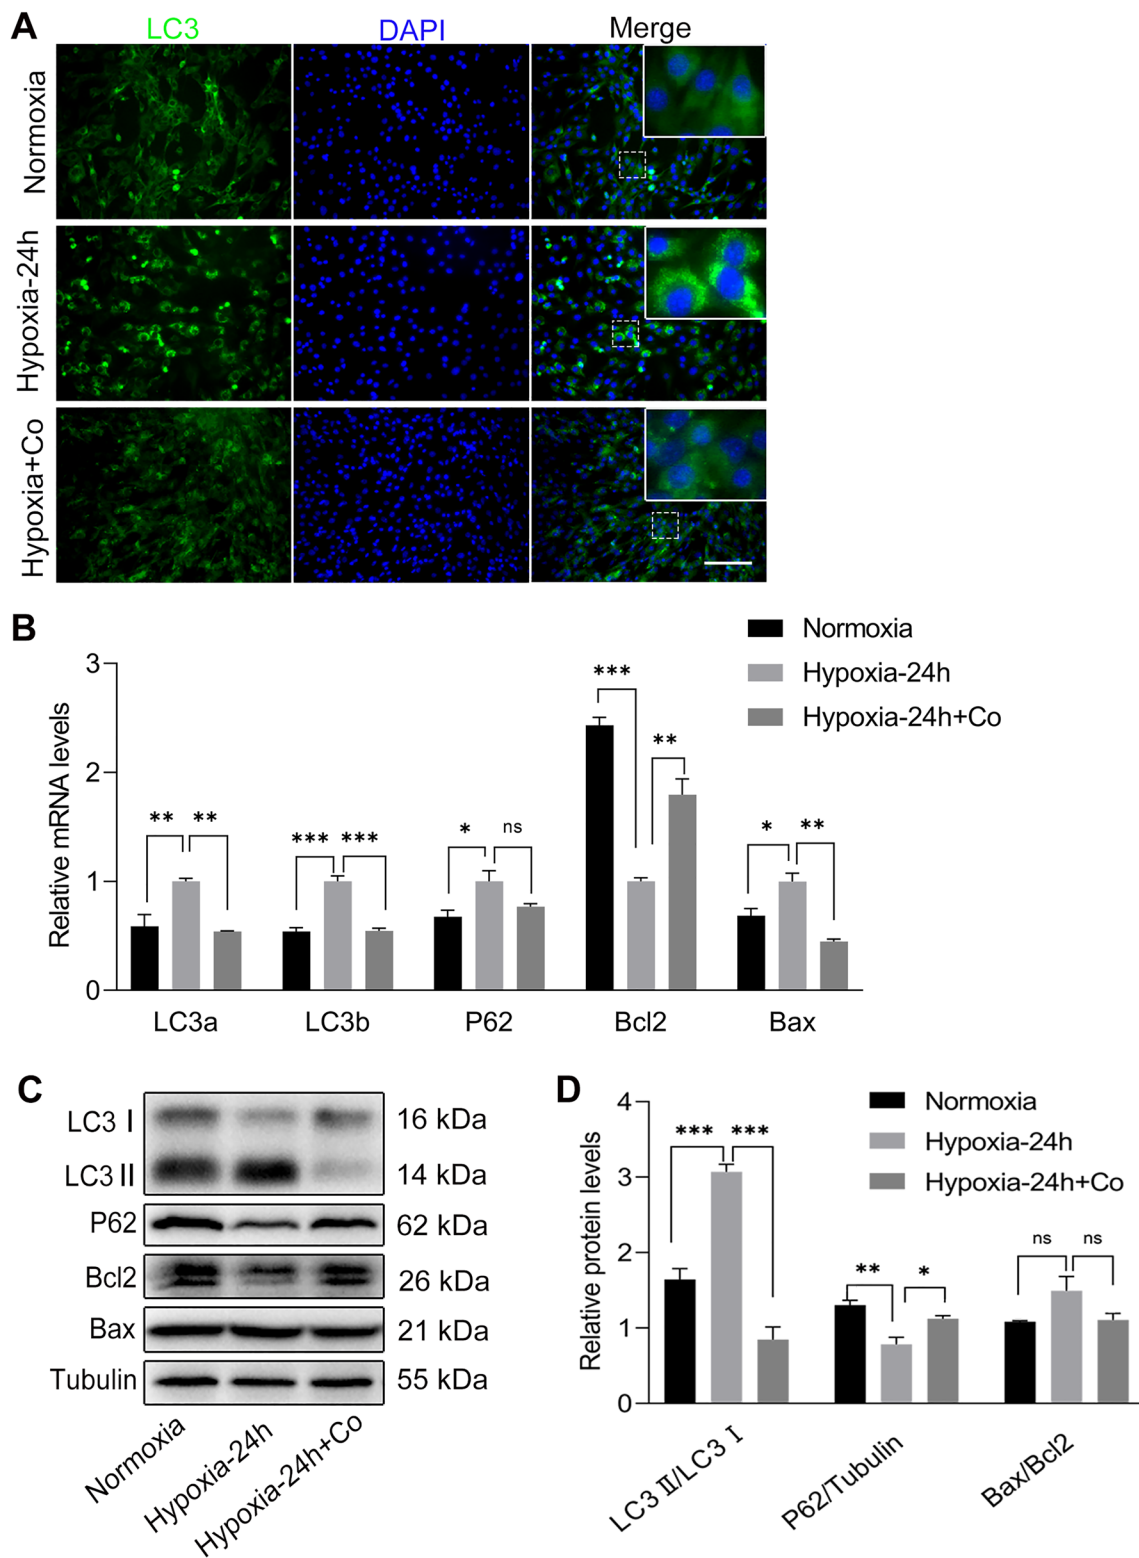 A
LC3
DAPI
Merge
Normoxia
Hypoxia-24h
Hypoxia+Co
B
Normoxia
Hypoxia-24h
Hypoxia-24h+Co
Relative mRNA levels
3
2
1
0
** **
*** ***
* ns
***
**
* **
LC3a LC3b P62 Bcl2 Bax
C
LC3 Ⅰ 16 kDa
LC3 Ⅱ 14 kDa
P62 62 kDa
Bcl2 26 kDa
Bax 21 kDa
Tubulin 55 kDa
Normoxia
Hypoxia-24h
Hypoxia-24h+Co
D
Normoxia
Hypoxia-24h
Hypoxia-24h+Co
Relative protein levels
4
3
2
1
0
*** ***
** *
ns ns
LC3 Ⅱ/LC3 Ⅰ
P62/Tubulin
Bax/Bcl2